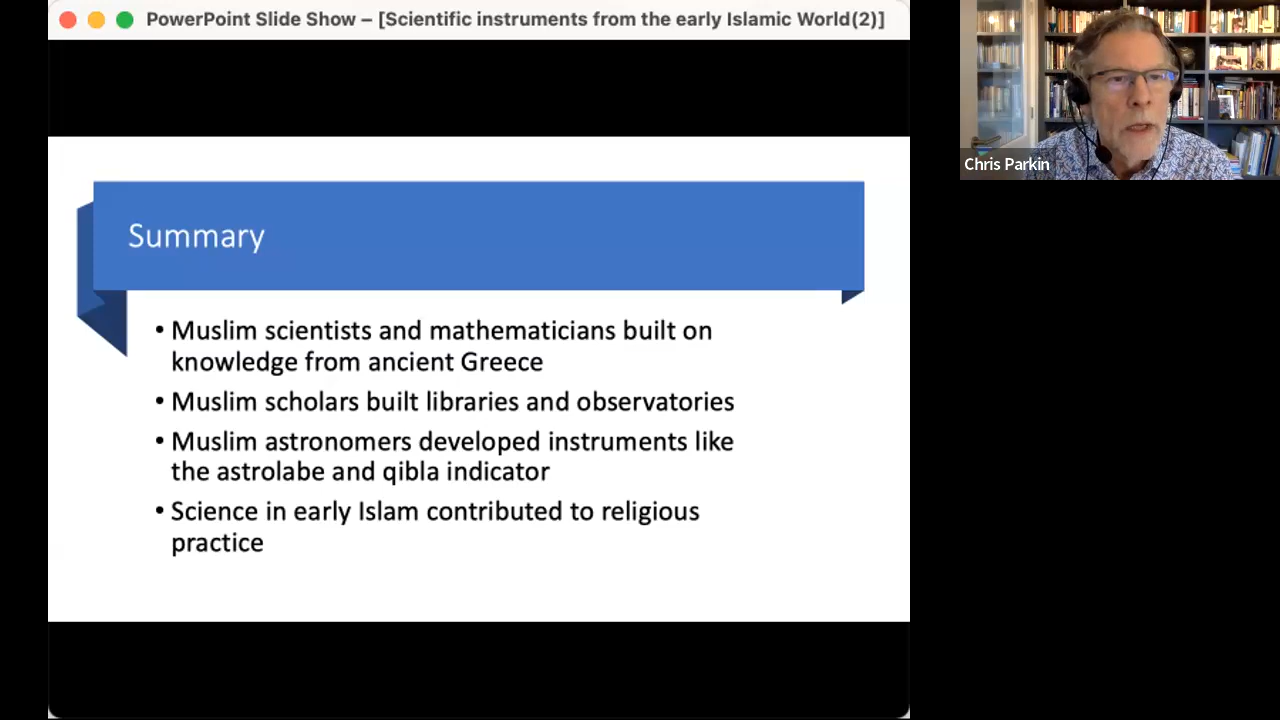 PowerPoint Slide Show – [Scientific instruments from the early Islamic World(2)]
Chris Parkin
Summary
• Muslim scientists and mathematicians built on
knowledge from ancient Greece
• Muslim scholars built libraries and observatories
• Muslim astronomers developed instruments like
the astrolabe and qibla indicator
• Science in early Islam contributed to religious
practice